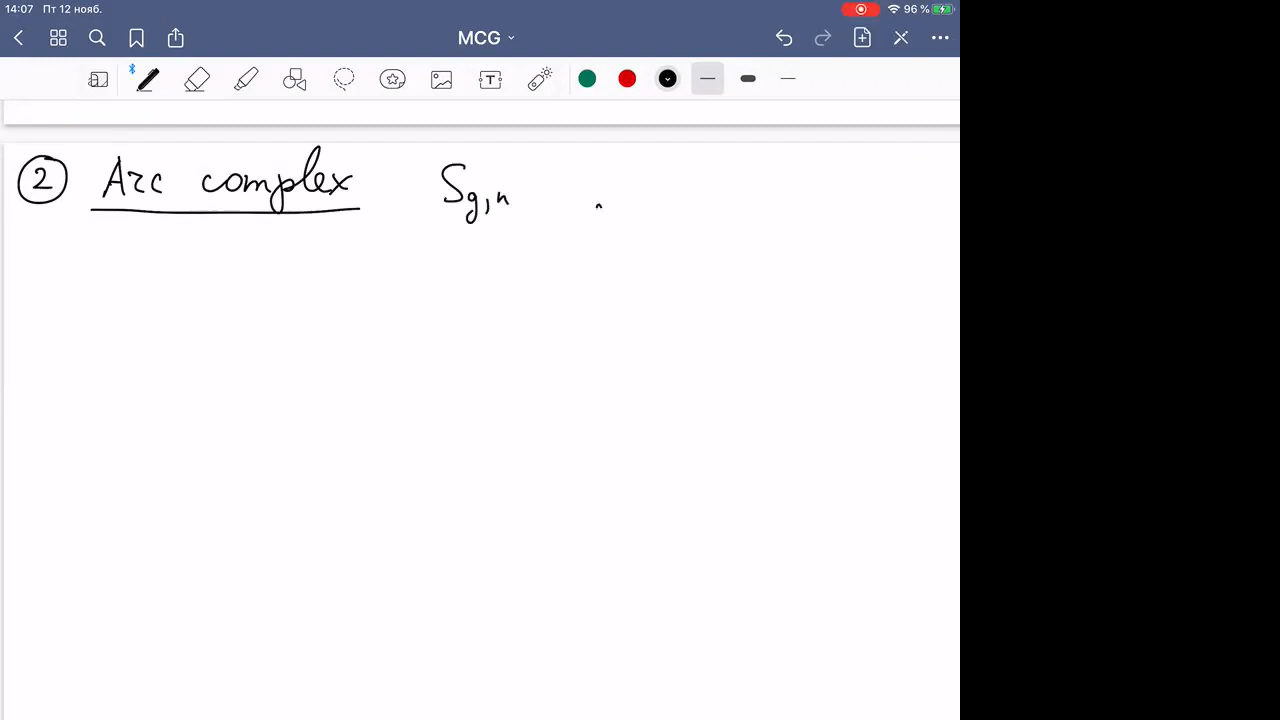 14:07 Пт 12 нояб. 96 %
MCG
T
② Arc complex S_{g,n}